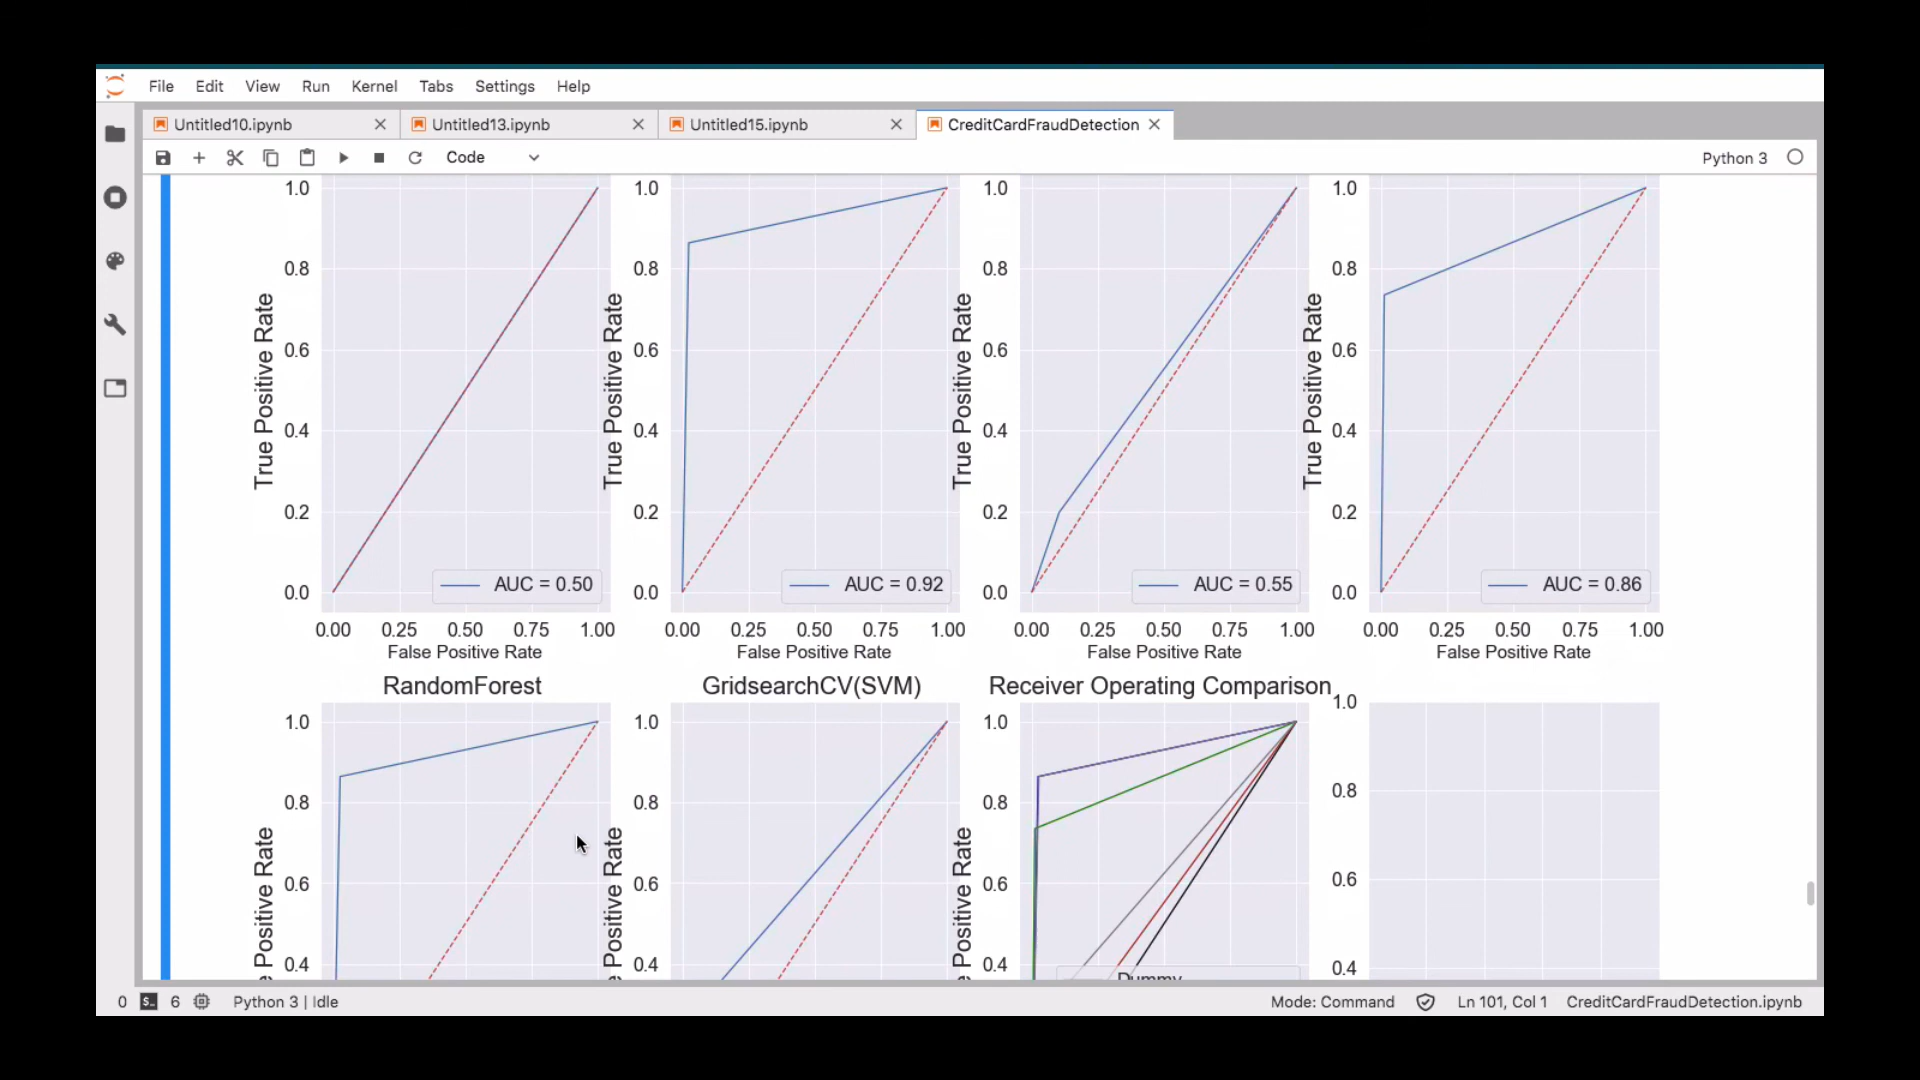 File Edit View Run Kernel Tabs Settings Help
Untitled10.ipynb Untitled13.ipynb Untitled15.ipynb CreditCardFraudDetection
Code Python 3
1.0 1.0 1.0 1.0
0.8 0.8 0.8 0.8
0.6 0.6 0.6 0.6
0.4 0.4 0.4 0.4
0.2 0.2 0.2 0.2
0.0 0.0 0.0 0.0
True Positive Rate True Positive Rate True Positive Rate True Positive Rate
AUC = 0.50 AUC = 0.92 AUC = 0.55 AUC = 0.86
0.00 0.25 0.50 0.75 1.00 0.00 0.25 0.50 0.75 1.00 0.00 0.25 0.50 0.75 1.00 0.00 0.25 0.50 0.75 1.00
False Positive Rate False Positive Rate False Positive Rate False Positive Rate
RandomForest GridsearchCV(SVM) Receiver Operating Comparison
1.0 1.0 1.0 1.0
0.8 0.8 0.8 0.8
0.6 0.6 0.6 0.6
0.4 0.4 0.4 0.4
Positive Rate Positive Rate Positive Rate
Dummy
0 6 Python 3 | Idle Mode: Command Ln 101, Col 1 CreditCardFraudDetection.ipynb